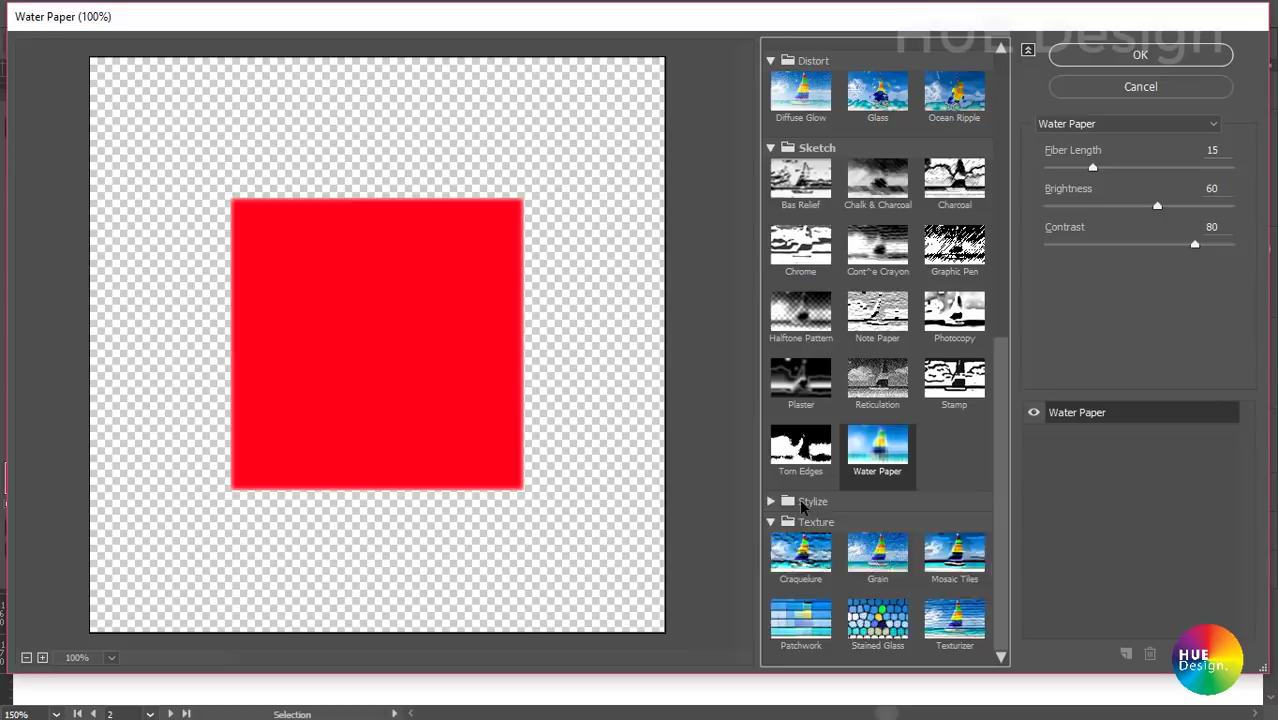 Water Paper (100%)
HUE Design
Distort
Diffuse Glow
Glass
Ocean Ripple
Sketch
Bas Relief
Chalk & Charcoal
Charcoal
Chrome
Cont^e Crayon
Graphic Pen
Halftone Pattern
Note Paper
Photocopy
Plaster
Reticulation
Stamp
Torn Edges
Water Paper
Stylize
Texture
Craquelure
Grain
Mosaic Tiles
Patchwork
Stained Glass
Texturizer
OK
Cancel
Water Paper
Fiber Length 15
Brightness 60
Contrast 80
Water Paper
100%
HUE
Design.
150%
2
Selection